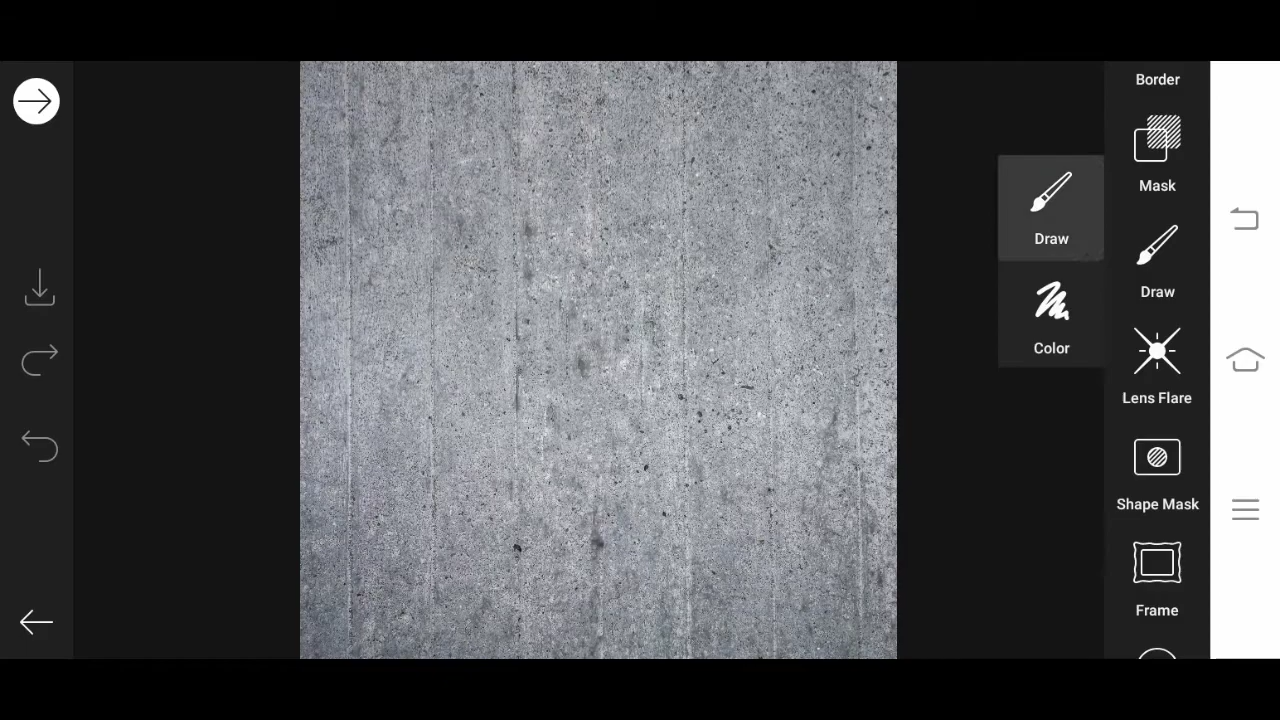 Border
Mask
Draw
Draw
Color
Lens Flare
Shape Mask
Frame